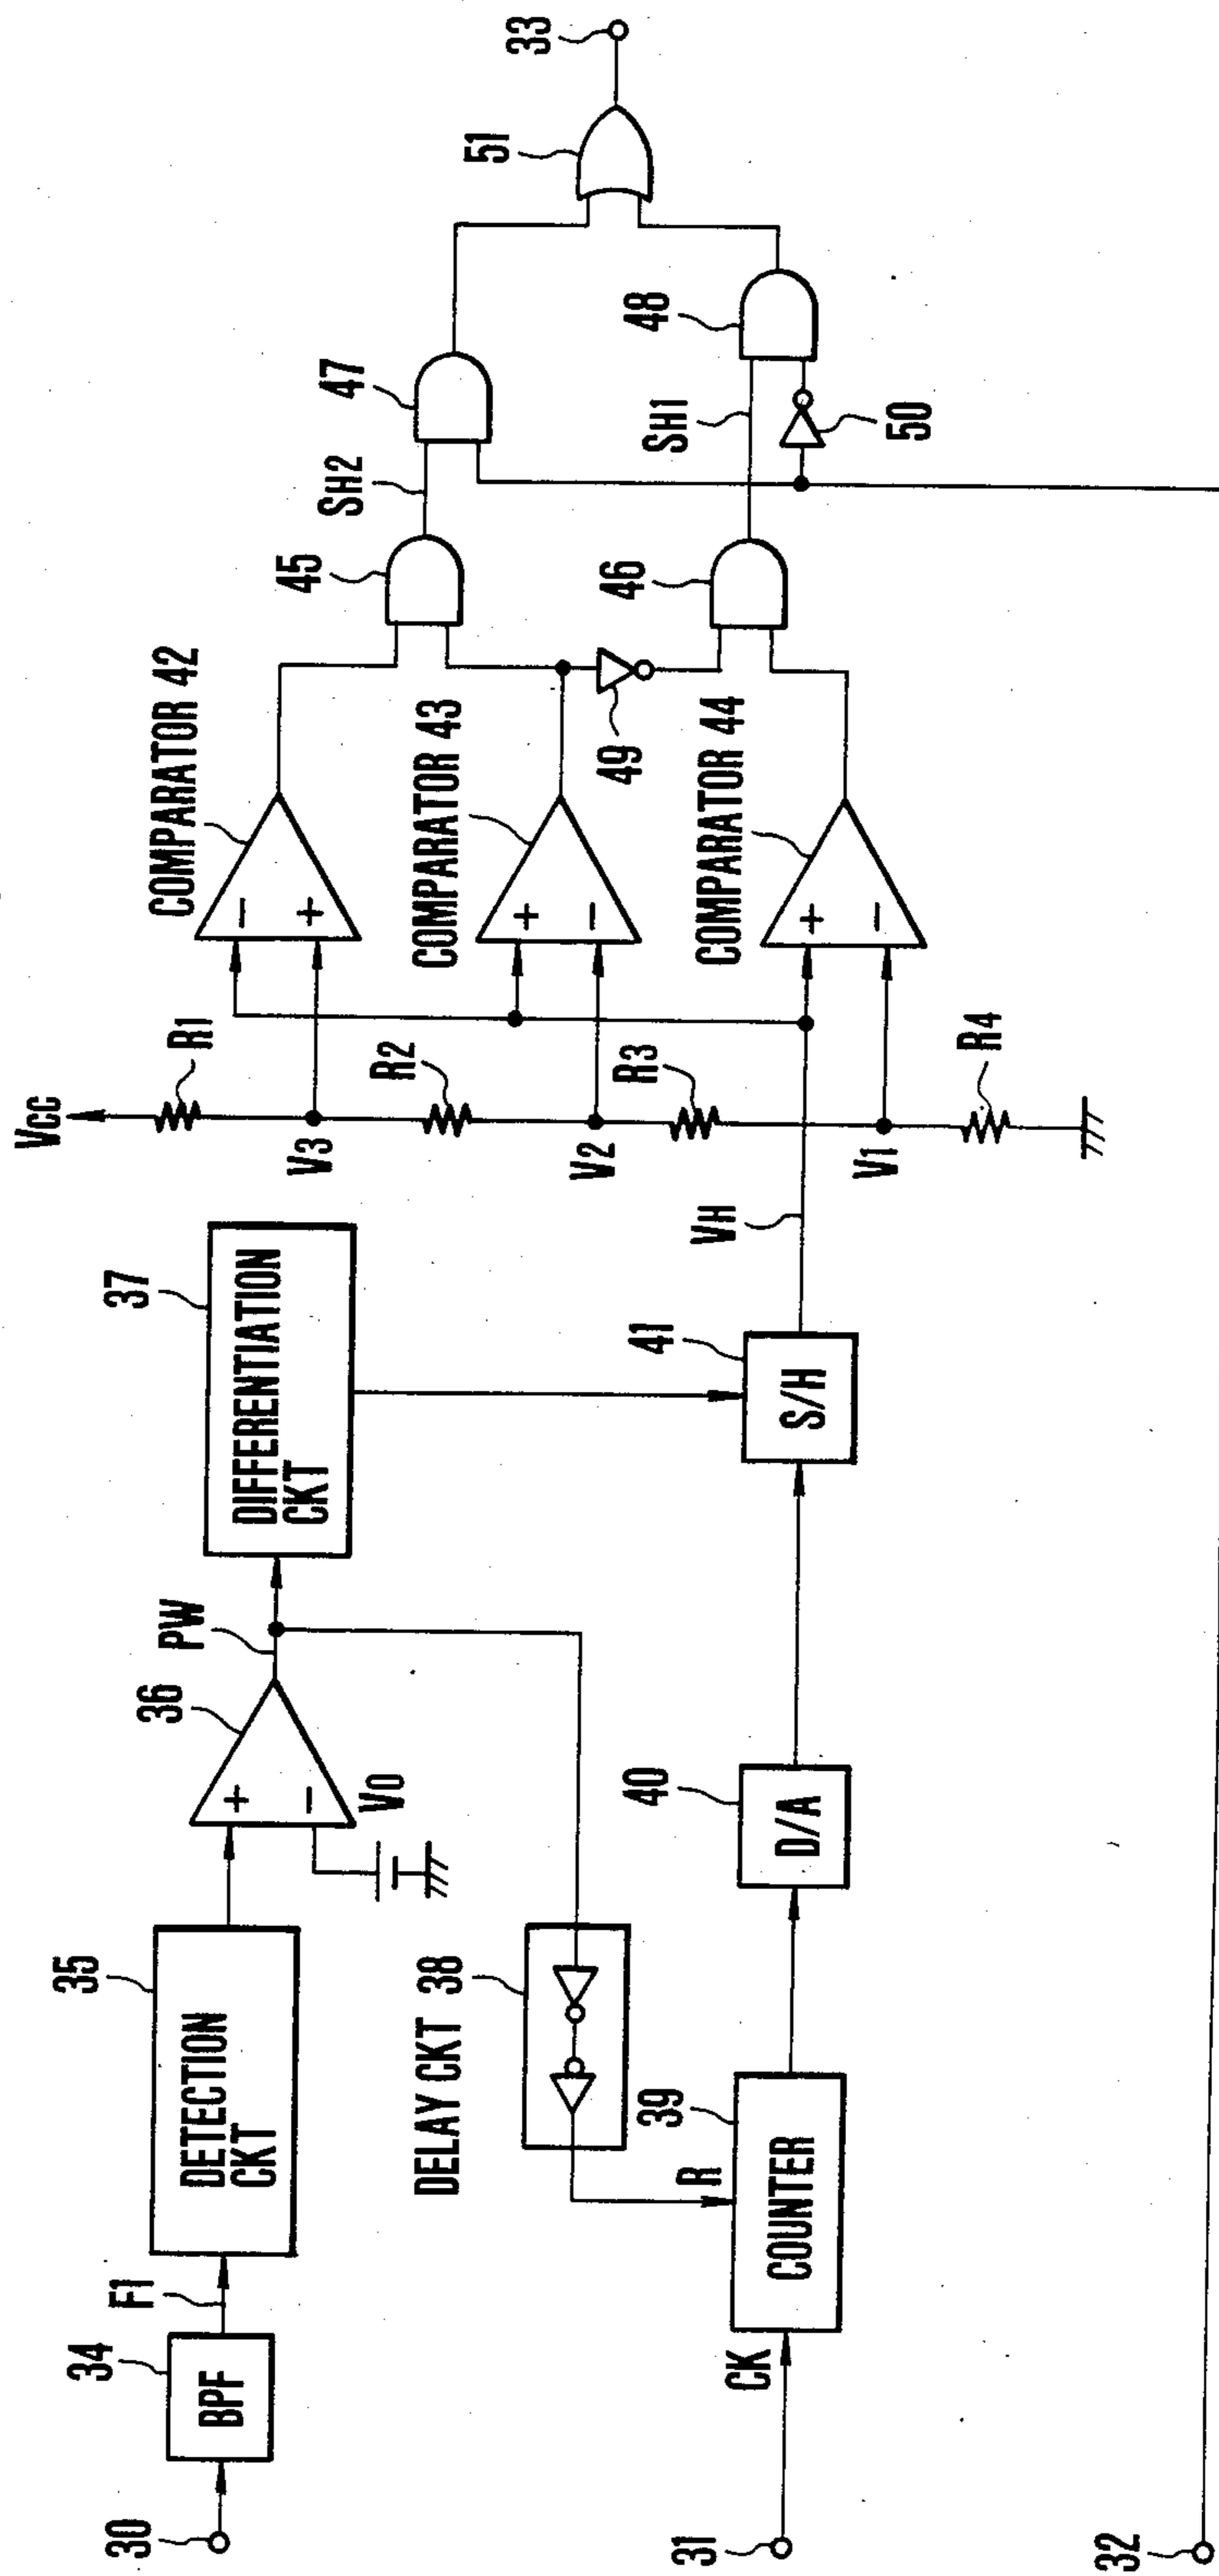 30
34
BPF
F1
35
DETECTION
CKT
36
+
−
V0
PW
37
DIFFERENTIATION
CKT
DELAY CKT 38
31
CK
39
R
COUNTER
40
D/A
41
S/H
VH
VCC
R1
V3
R2
V2
R3
V1
R4
COMPARATOR 42
−
+
COMPARATOR 43
+
−
COMPARATOR 44
+
−
49
45
46
SH2
SH1
47
48
50
51
33
32